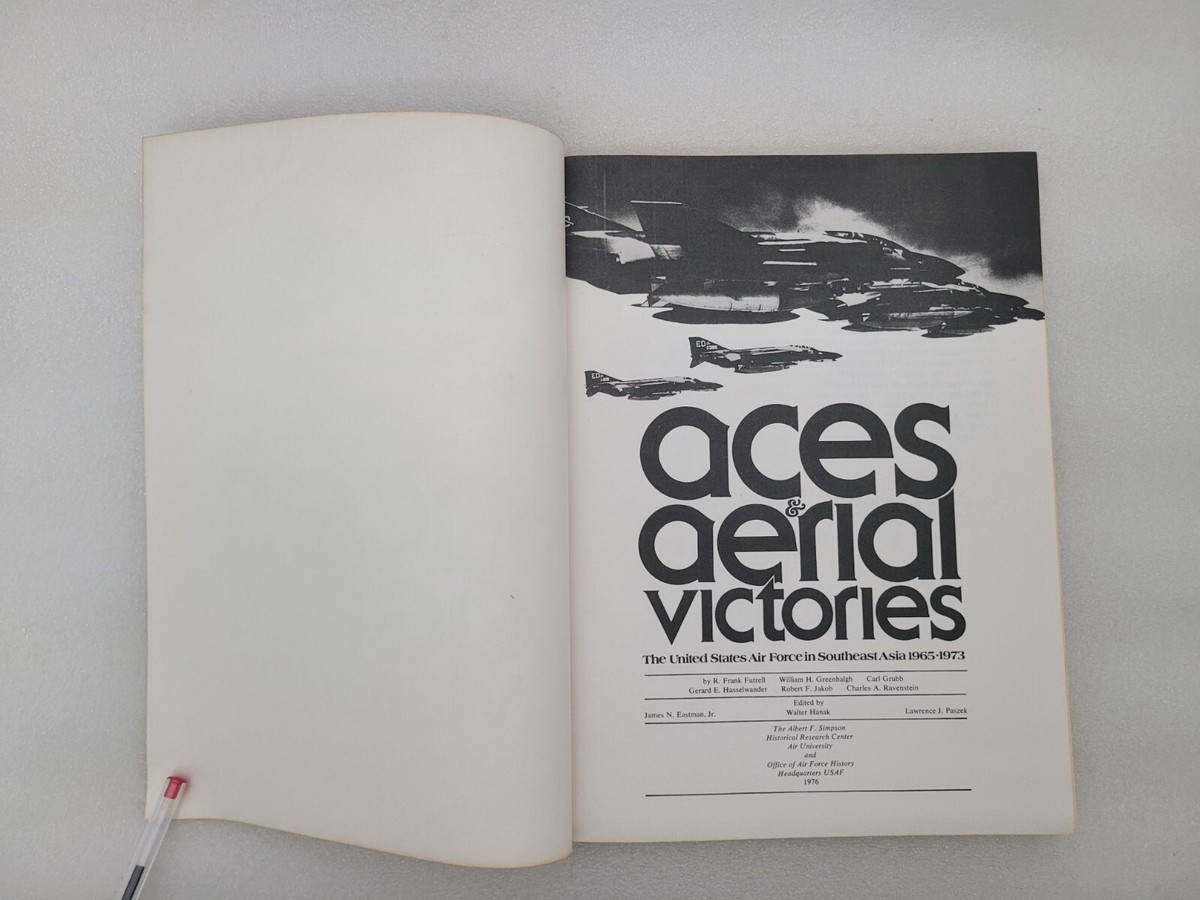 ED
ED
aces
&
aerial
victories
The United States Air Force in Southeast Asia 1965-1973
by R. Frank Futrell William H. Greenhalgh Carl Grubb
Gerard E. Hasselwander Robert F. Jakob Charles A. Ravenstein
Edited by
James N. Eastman, Jr. Walter Hanak Lawrence J. Paszek
The Albert F. Simpson
Historical Research Center
Air University
and
Office of Air Force History
Headquarters USAF
1976